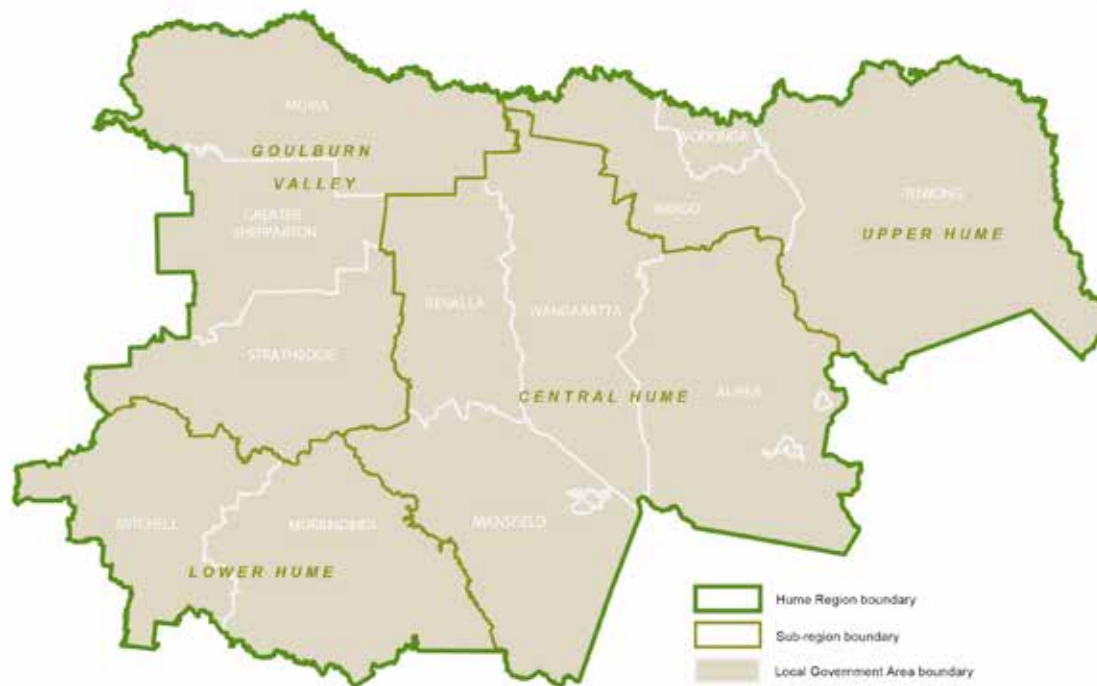 MOIRA
WODONGA
GOULBURN
VALLEY
INDIGO
TOWONG
GREATER
SHEPPARTON
UPPER HUME
BENALLA
WANGARATTA
STRATHBOGIE
CENTRAL HUME
ALPINE
MITCHELL
MURRINDINDI
MANSFIELD
LOWER HUME
Hume Region boundary
Sub-region boundary
Local Government Area boundary